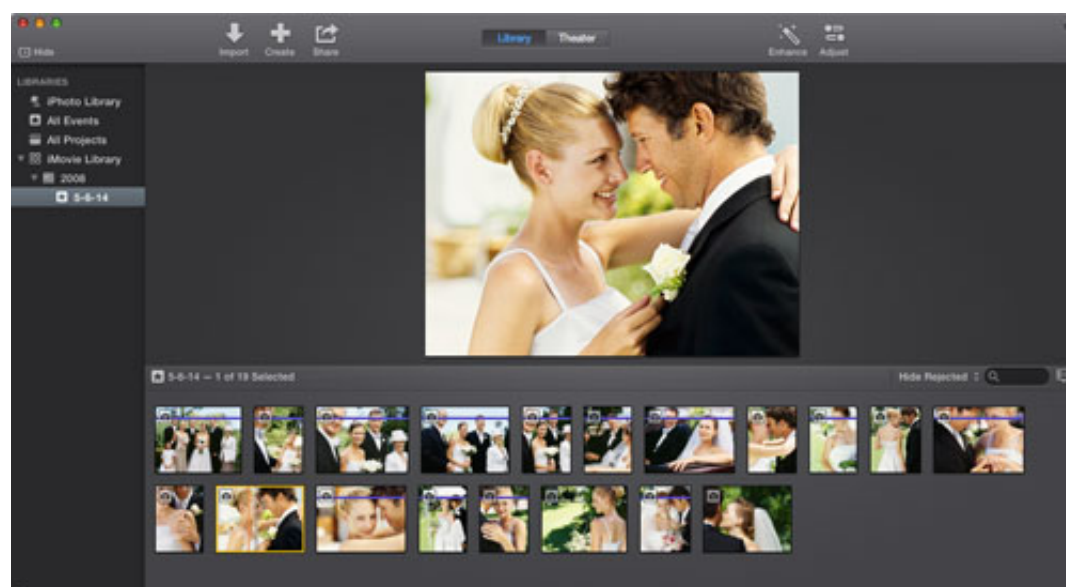 Hide
Import Create Share
Library Theater
Enhance Adjust
LIBRARIES
iPhoto Library
All Events
All Projects
iMovie Library
2008
5-6-14
5-6-14 — 1 of 19 Selected
Hide Rejected